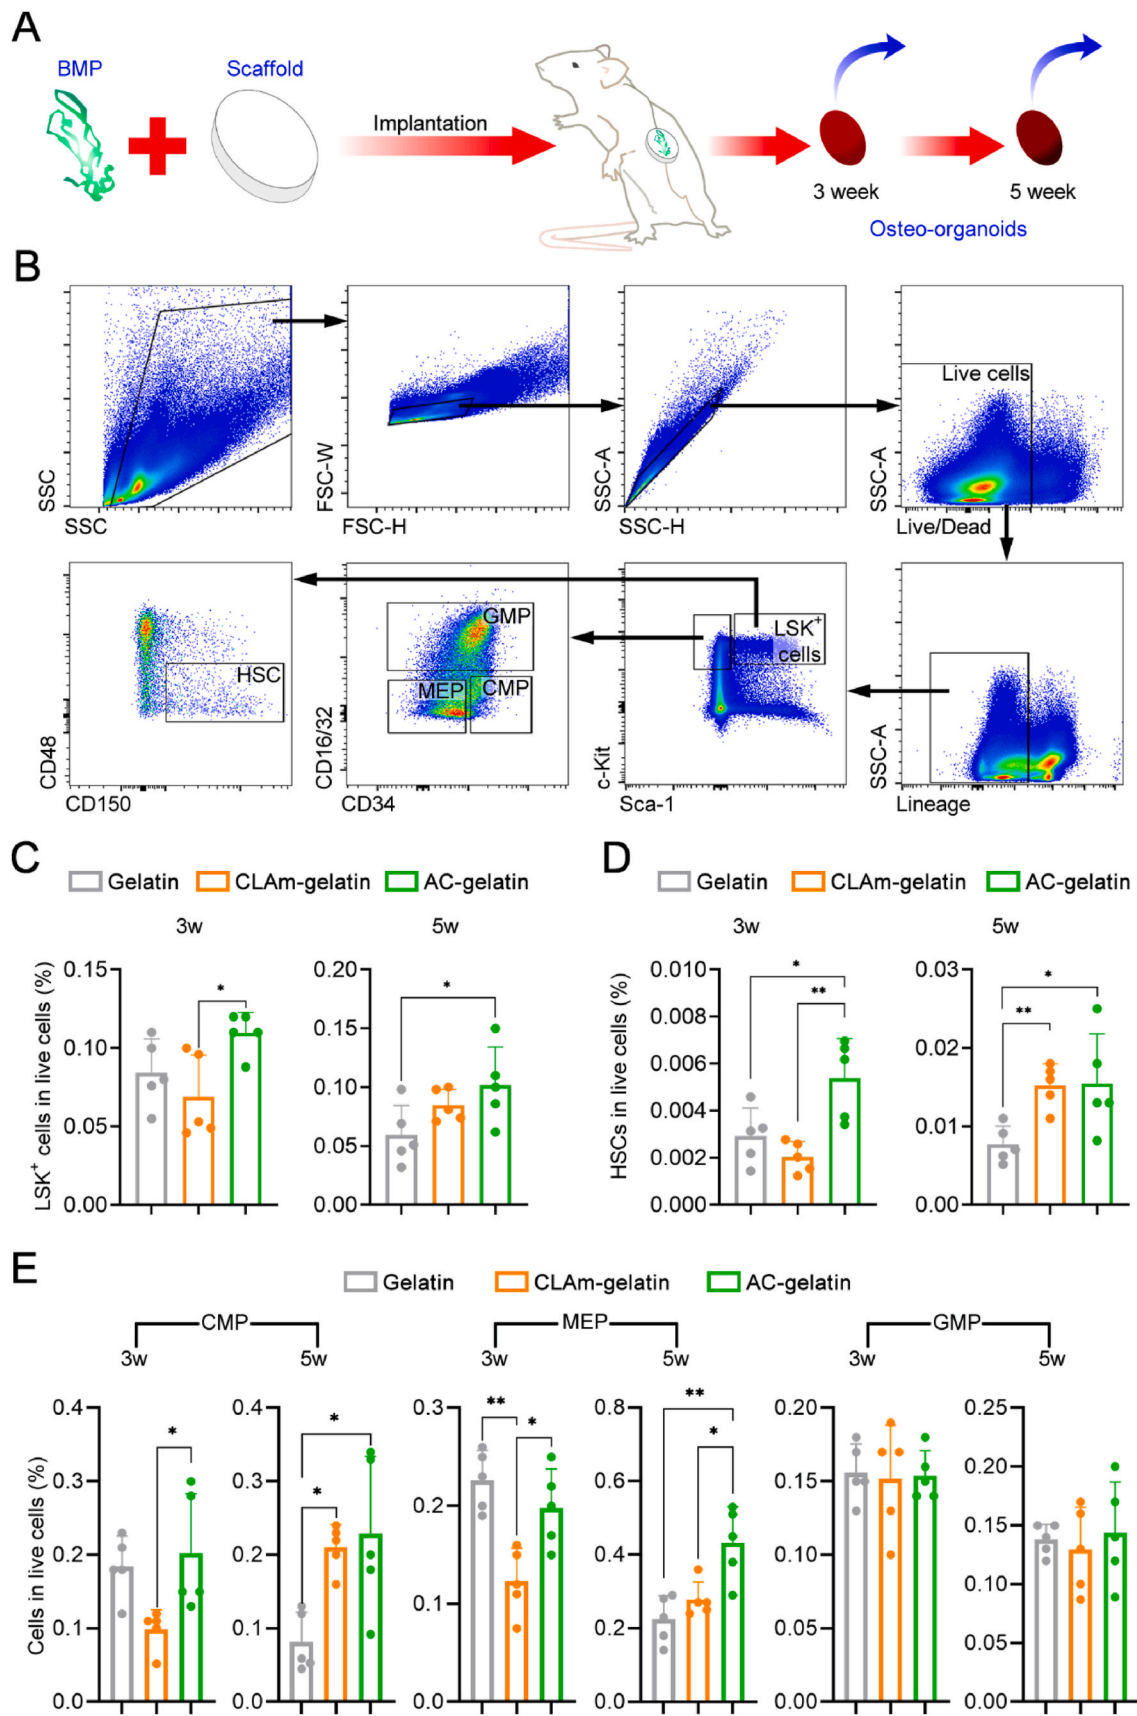 A
BMP
Scaffold
Implantation
3 week
5 week
Osteo-organoids
B
SSC
SSC
FSC-W
FSC-H
SSC-A
SSC-H
Live cells
SSC-A
Live/Dead
HSC
CD48
CD150
GMP
MEP
CMP
CD16/32
CD34
LSK+
cells
c-Kit
Sca-1
SSC-A
Lineage
C
Gelatin CLAm-gelatin AC-gelatin
3w
5w
LSK+ cells in live cells (%)
0.15
0.10
0.05
0.00
*
0.20
0.15
0.10
0.05
0.00
*
D
Gelatin CLAm-gelatin AC-gelatin
3w
5w
HSCs in live cells (%)
0.010
0.008
0.006
0.004
0.002
0.000
*
**
0.03
0.02
0.01
0.00
*
**
E
Gelatin CLAm-gelatin AC-gelatin
CMP
3w
5w
MEP
3w
5w
GMP
3w
5w
Cells in live cells (%)
0.4
0.3
0.2
0.1
0.0
*
0.4
0.3
0.2
0.1
0.0
*
*
0.3
0.2
0.1
0.0
**
*
0.8
0.6
0.4
0.2
0.0
**
*
0.20
0.15
0.10
0.05
0.00
0.25
0.20
0.15
0.10
0.05
0.00